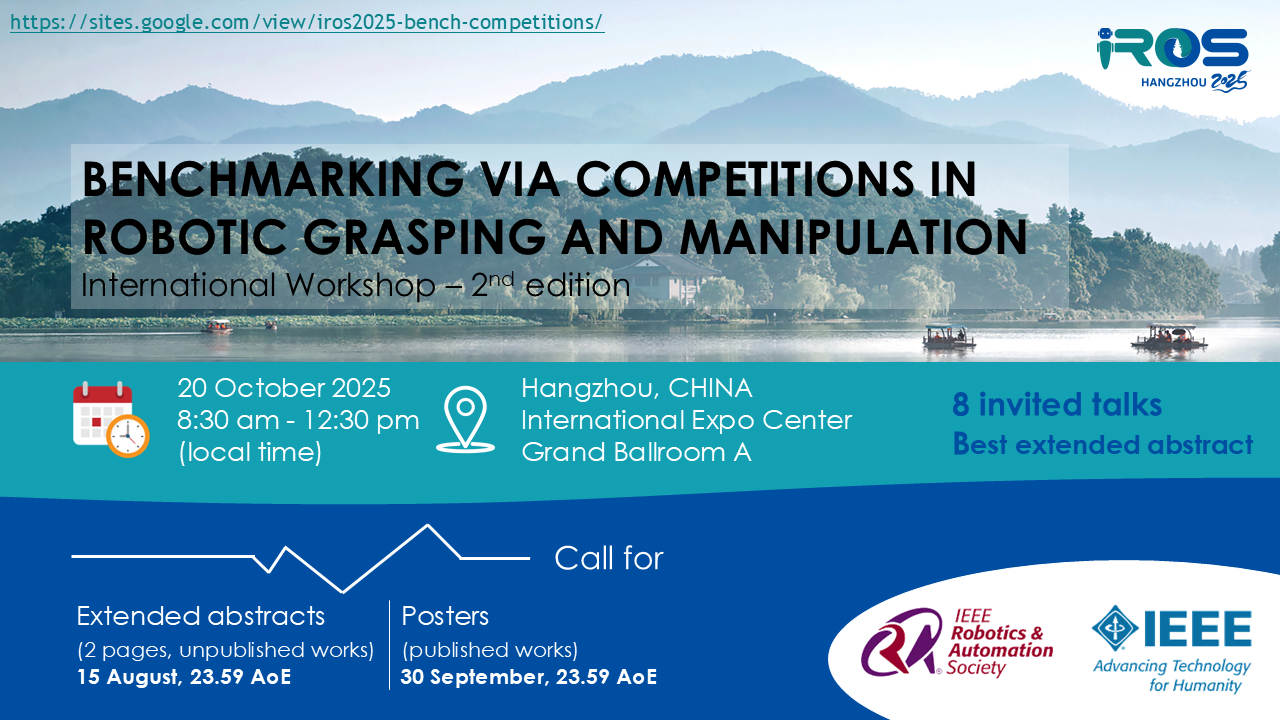 https://sites.google.com/view/iros2025-bench-competitions/
iROS
HANGZHOU 2025
BENCHMARKING VIA COMPETITIONS IN
ROBOTIC GRASPING AND MANIPULATION
International Workshop – 2nd edition
20 October 2025
8:30 am - 12:30 pm
(local time)
Hangzhou, CHINA
International Expo Center
Grand Ballroom A
8 invited talks
Best extended abstract
Call for
Extended abstracts
(2 pages, unpublished works)
15 August, 23.59 AoE
Posters
(published works)
30 September, 23.59 AoE
RA
IEEE
Robotics &
Automation
Society
®
IEEE
Advancing Technology
for Humanity